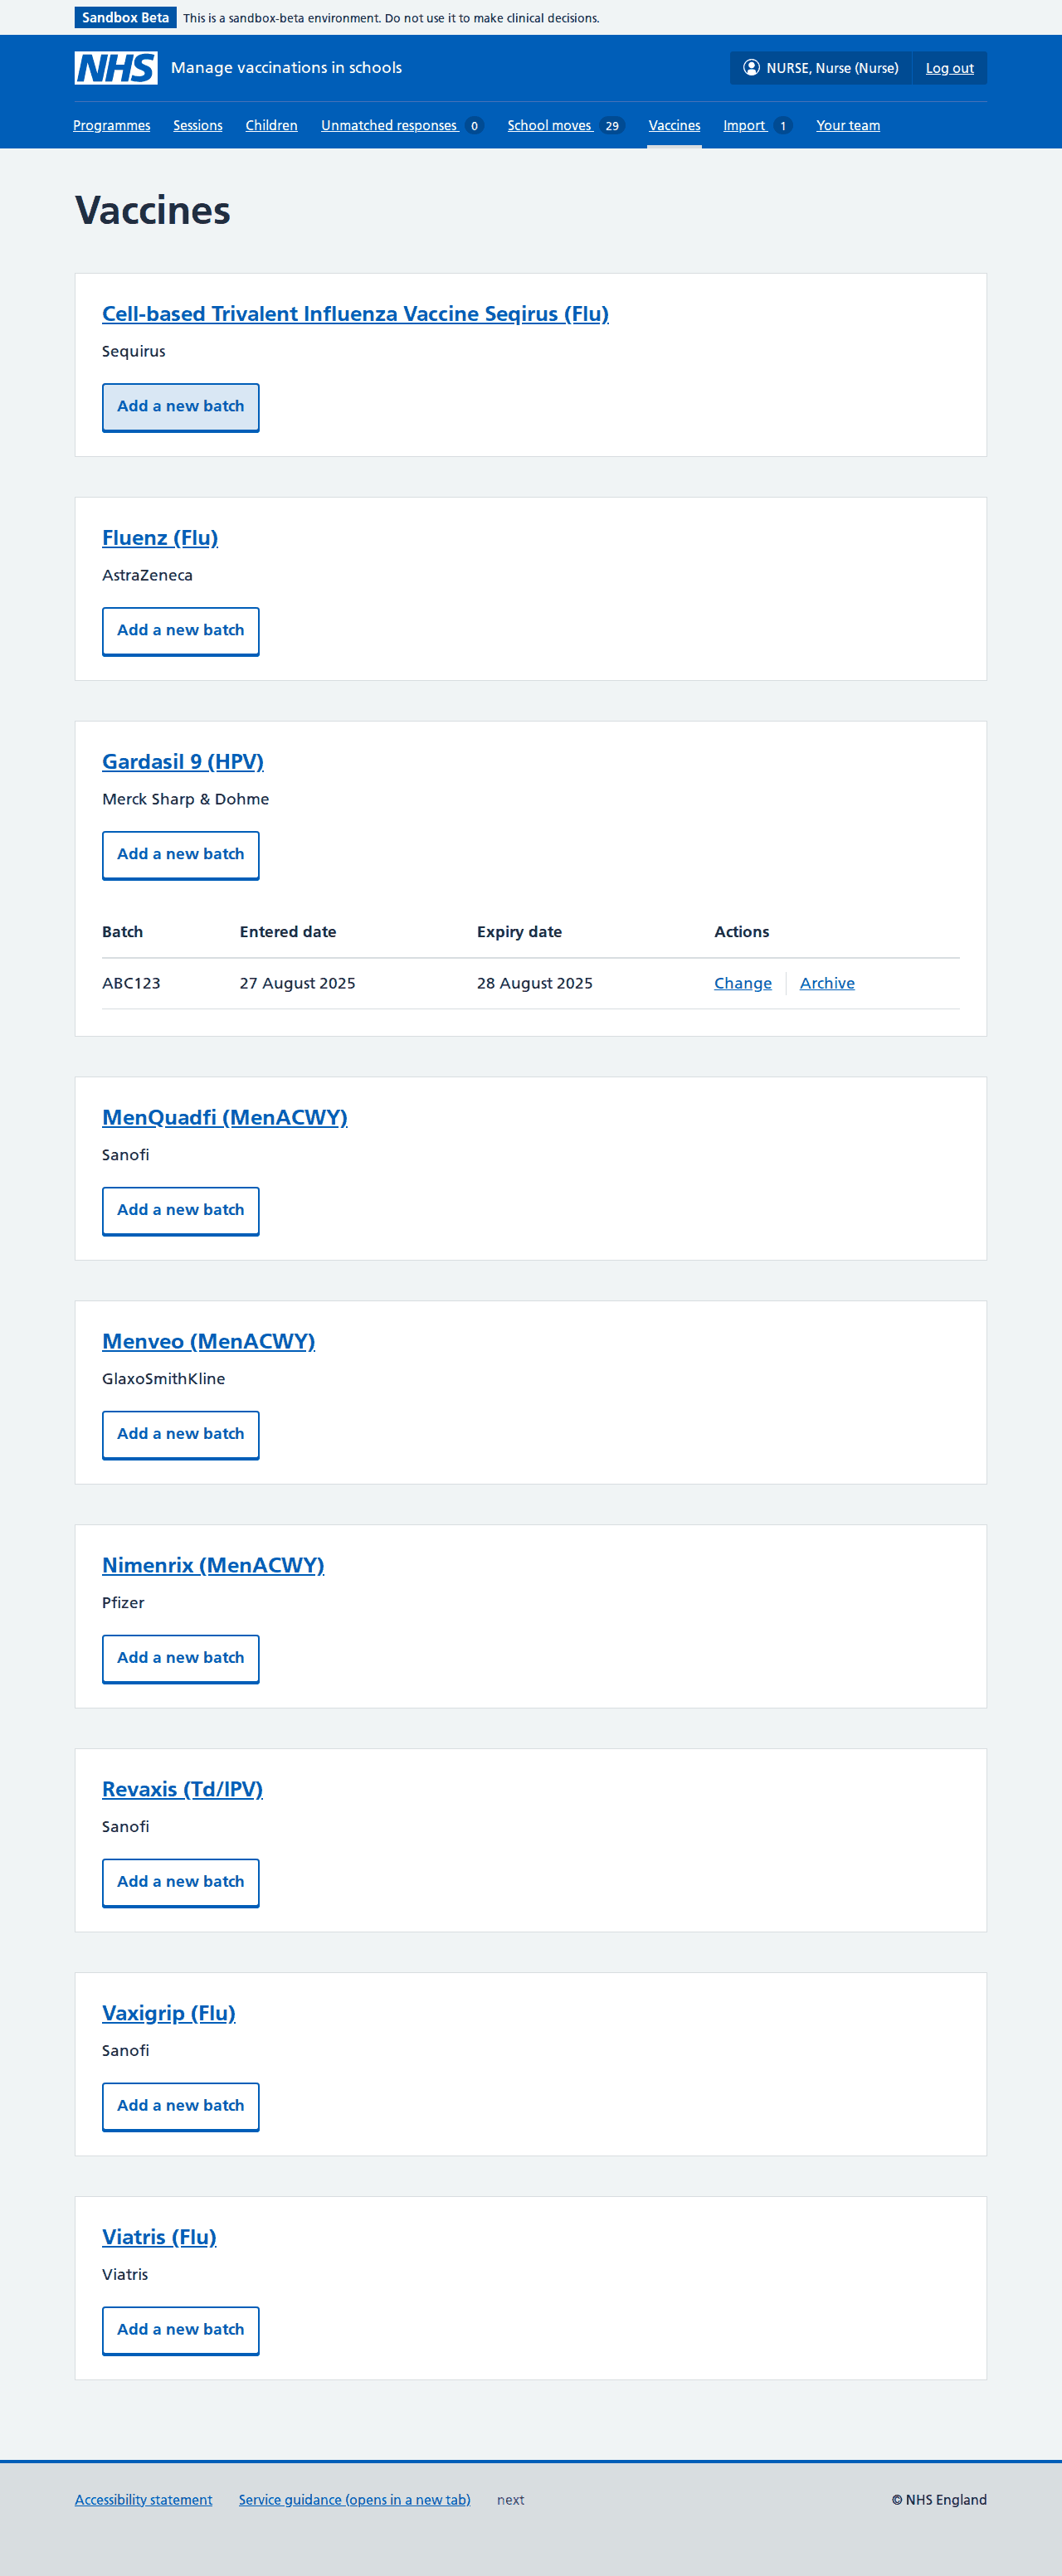 Sandbox Beta This is a sandbox-beta environment. Do not use it to make clinical decisions.
NHS Manage vaccinations in schools NURSE, Nurse (Nurse) Log out
Programmes Sessions Children Unmatched responses 0 School moves 29 Vaccines Import 1 Your team
Vaccines
Cell-based Trivalent Influenza Vaccine Seqirus (Flu)
Sequirus
Add a new batch
Fluenz (Flu)
AstraZeneca
Add a new batch
Gardasil 9 (HPV)
Merck Sharp & Dohme
Add a new batch
Batch Entered date Expiry date Actions
ABC123 27 August 2025 28 August 2025 Change Archive
MenQuadfi (MenACWY)
Sanofi
Add a new batch
Menveo (MenACWY)
GlaxoSmithKline
Add a new batch
Nimenrix (MenACWY)
Pfizer
Add a new batch
Revaxis (Td/IPV)
Sanofi
Add a new batch
Vaxigrip (Flu)
Sanofi
Add a new batch
Viatris (Flu)
Viatris
Add a new batch
Accessibility statement Service guidance (opens in a new tab) next © NHS England